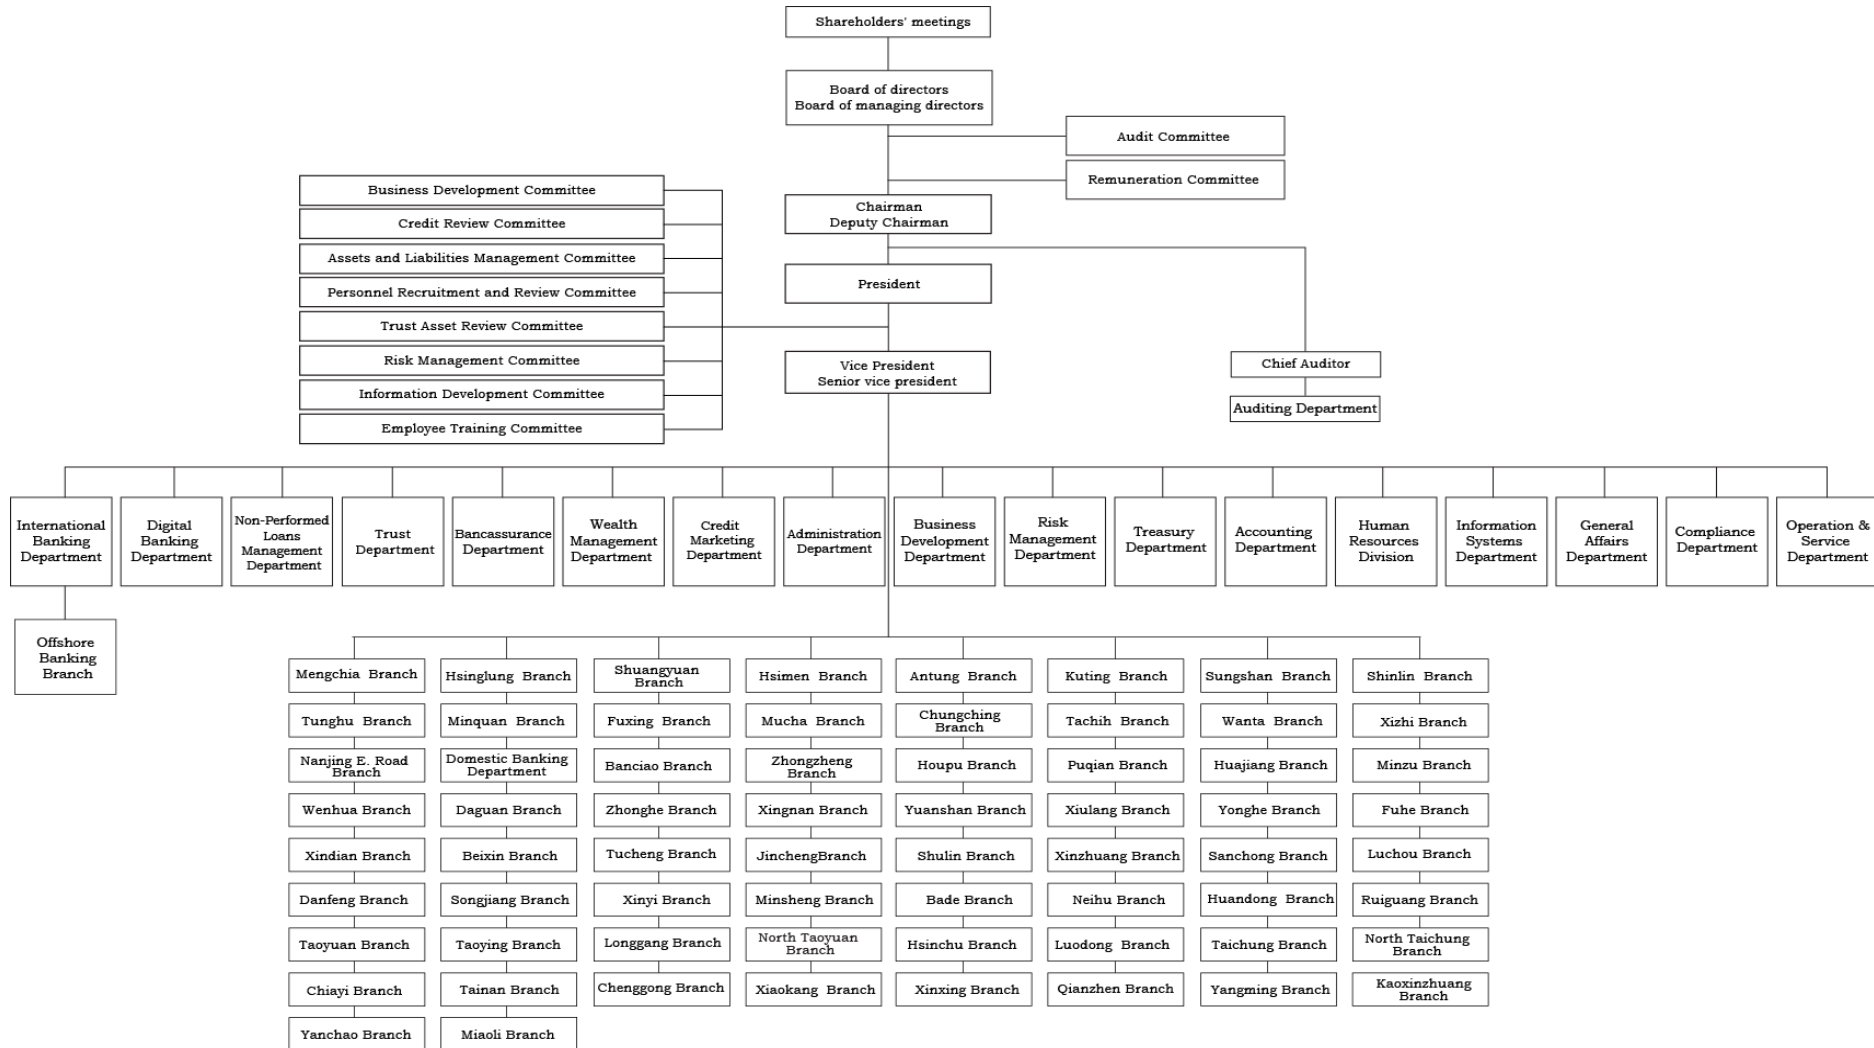 Shareholders' meetings
Board of directors
Board of managing directors
Audit Committee
Remuneration Committee
Business Development Committee
Credit Review Committee
Assets and Liabilities Management Committee
Personnel Recruitment and Review Committee
Trust Asset Review Committee
Risk Management Committee
Information Development Committee
Employee Training Committee
Chairman
Deputy Chairman
President
Vice President
Senior vice president
Chief Auditor
Auditing Department
International
Banking
Department
Digital
Banking
Department
Non-Performed
Loans
Management
Department
Trust
Department
Bancassurance
Department
Wealth
Management
Department
Credit
Marketing
Department
Administration
Department
Business
Development
Department
Risk
Management
Department
Treasury
Department
Accounting
Department
Human
Resources
Division
Information
Systems
Department
General
Affairs
Department
Compliance
Department
Operation &
Service
Department
Offshore
Banking
Branch
Mengchia Branch
Hsinglung Branch
Shuangyuan
Branch
Hsimen Branch
Antung Branch
Kuting Branch
Sungshan Branch
Shinlin Branch
Tunghu Branch
Minquan Branch
Fuxing Branch
Mucha Branch
Chungching
Branch
Tachih Branch
Wanta Branch
Xizhi Branch
Nanjing E. Road
Branch
Domestic Banking
Department
Banciao Branch
Zhongzheng
Branch
Houpu Branch
Puqian Branch
Huajiang Branch
Minzu Branch
Wenhua Branch
Daguan Branch
Zhonghe Branch
Xingnan Branch
Yuanshan Branch
Xiulang Branch
Yonghe Branch
Fuhe Branch
Xindian Branch
Beixin Branch
Tucheng Branch
JinchengBranch
Shulin Branch
Xinzhuang Branch
Sanchong Branch
Luchou Branch
Danfeng Branch
Songjiang Branch
Xinyi Branch
Minsheng Branch
Bade Branch
Neihu Branch
Huandong Branch
Ruiguang Branch
Taoyuan Branch
Taoying Branch
Longgang Branch
North Taoyuan
Branch
Hsinchu Branch
Luodong Branch
Taichung Branch
North Taichung
Branch
Chiayi Branch
Tainan Branch
Chenggong Branch
Xiaokang Branch
Xinxing Branch
Qianzhen Branch
Yangming Branch
Kaoxinzhuang
Branch
Yanchao Branch
Miaoli Branch